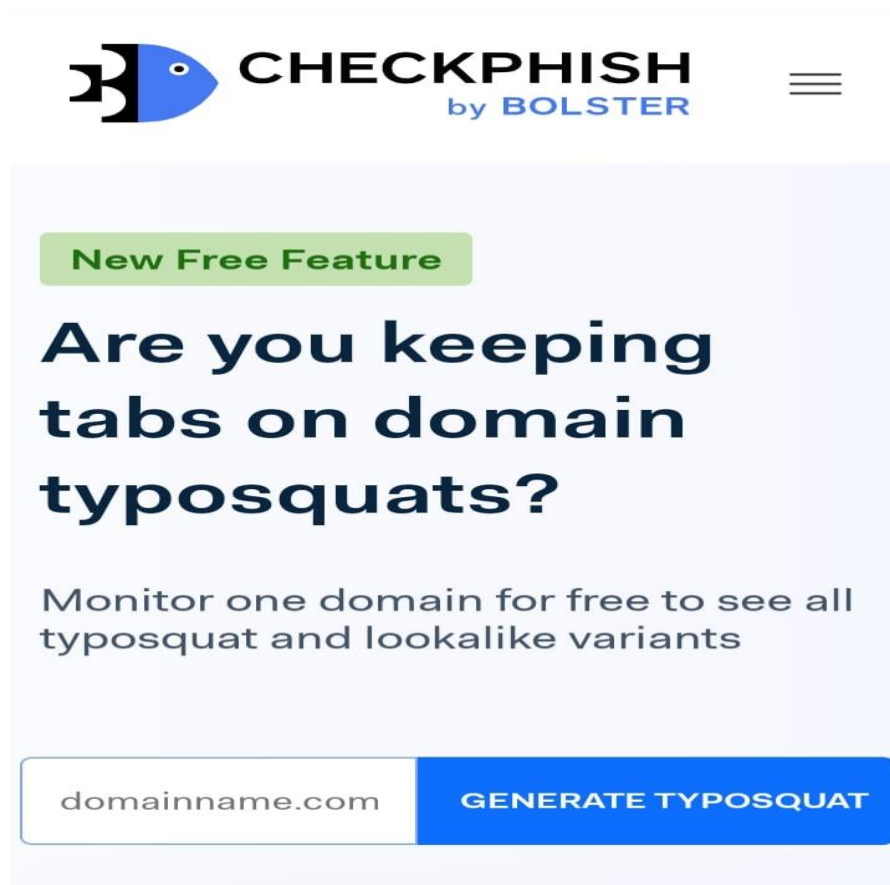 CHECKPHISH
by BOLSTER
New Free Feature
Are you keeping
tabs on domain
typosquats?
Monitor one domain for free to see all
typosquat and lookalike variants
domainname.com
GENERATE TYPOSQUAT